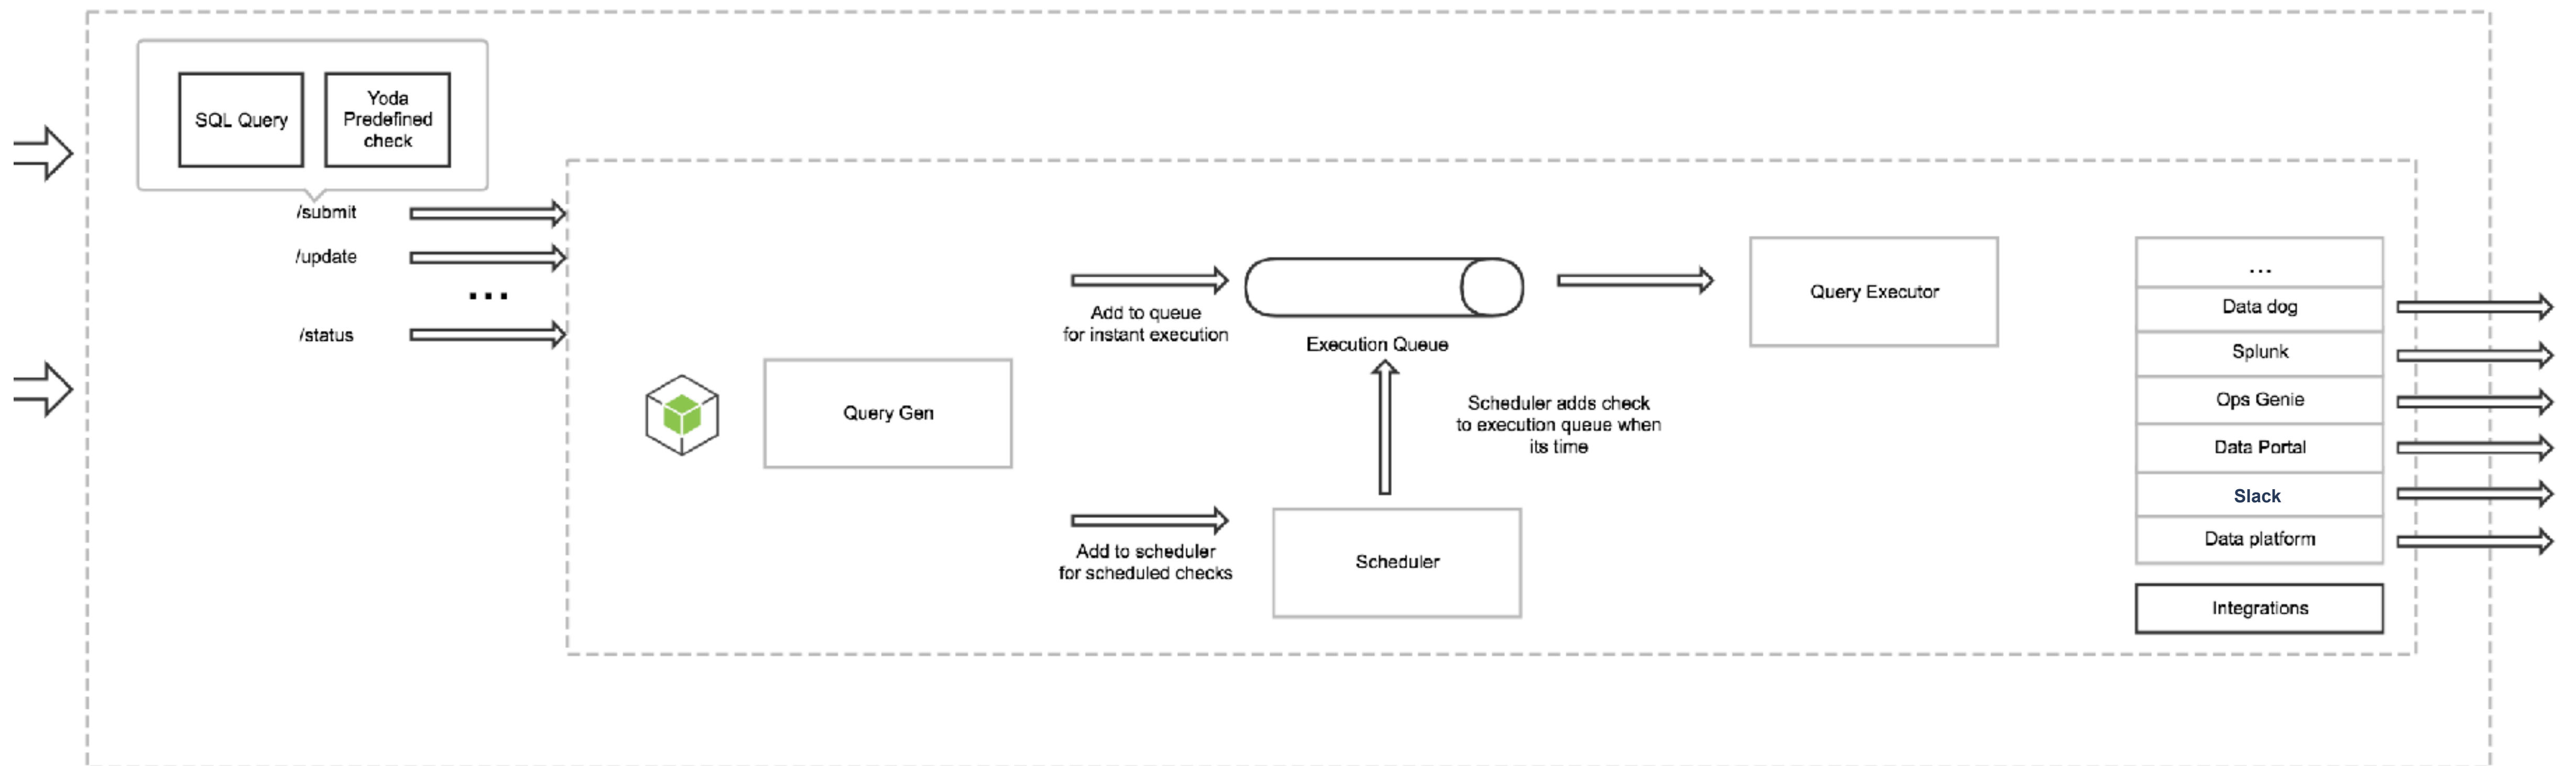 SQL Query
Yoda
Predefined
check
/submit
/update
...
/status
Query Gen
Add to queue
for instant execution
Execution Queue
Scheduler adds check
to execution queue when
its time
Add to scheduler
for scheduled checks
Scheduler
Query Executor
...
Data dog
Splunk
Ops Genie
Data Portal
Slack
Data platform
Integrations